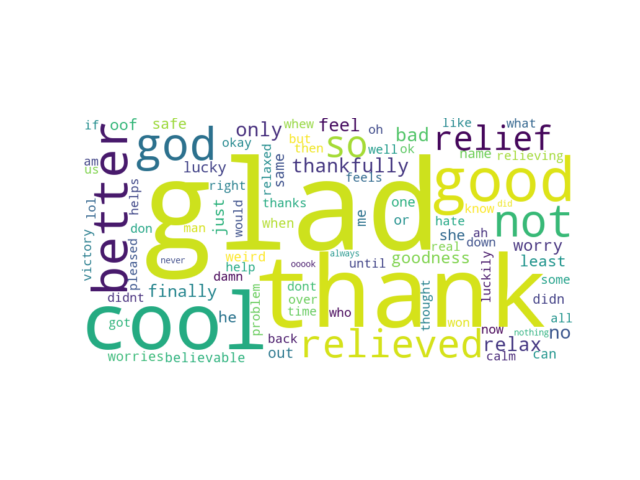 if oof safe whew feel oh like what
am us god only but then well ok bad relief
better lucky okay so thankfully name relieving
lol helps right relaxed same feels good
glad
don just would thanks when me one or hate know did not
victory pleased man weird goodness she ah down worry
never damn help ooook always until real luckily least some
didnt finally he problem dont over thank thought won didn
cool time who now nothing all
got back relieved relax no
worries believable out calm can